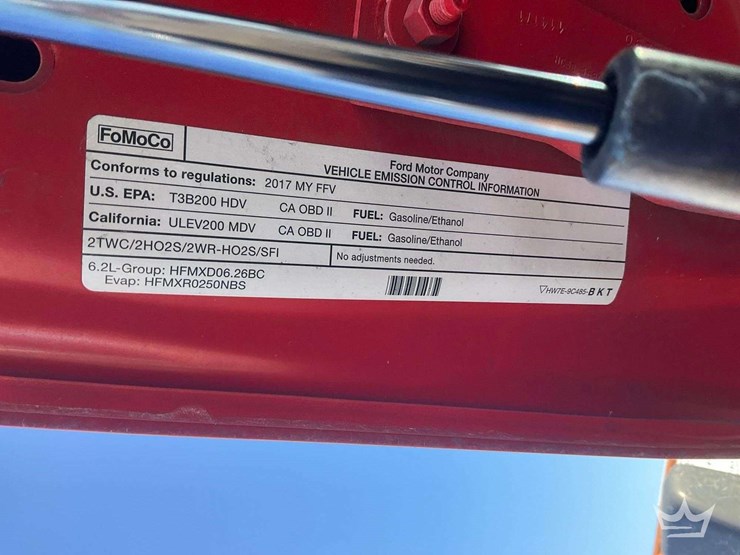 FoMoCo
Ford Motor Company
VEHICLE EMISSION CONTROL INFORMATION
Conforms to regulations: 2017 MY FFV
U.S. EPA: T3B200 HDV CA OBD II FUEL: Gasoline/Ethanol
California: ULEV200 MDV CA OBD II FUEL: Gasoline/Ethanol
2TWC/2HO2S/2WR-HO2S/SFI No adjustments needed.
6.2L-Group: HFMXD06.26BC
Evap: HFMXR0250NBS
HW7E-9C485-BKT